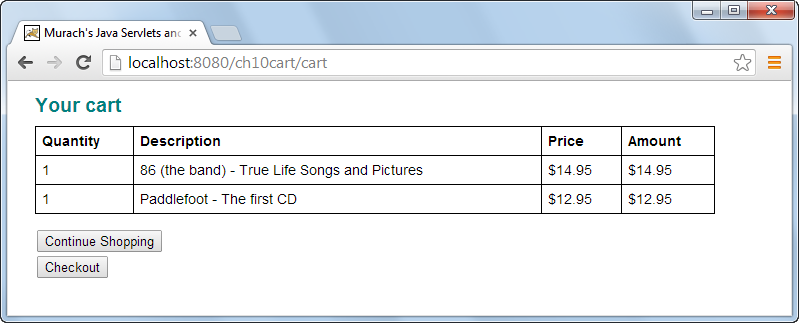 Murach's Java Servlets and
localhost:8080/ch10cart/cart
Your cart
Quantity Description Price Amount
1 86 (the band) - True Life Songs and Pictures $14.95 $14.95
1 Paddlefoot - The first CD $12.95 $12.95
Continue Shopping
Checkout